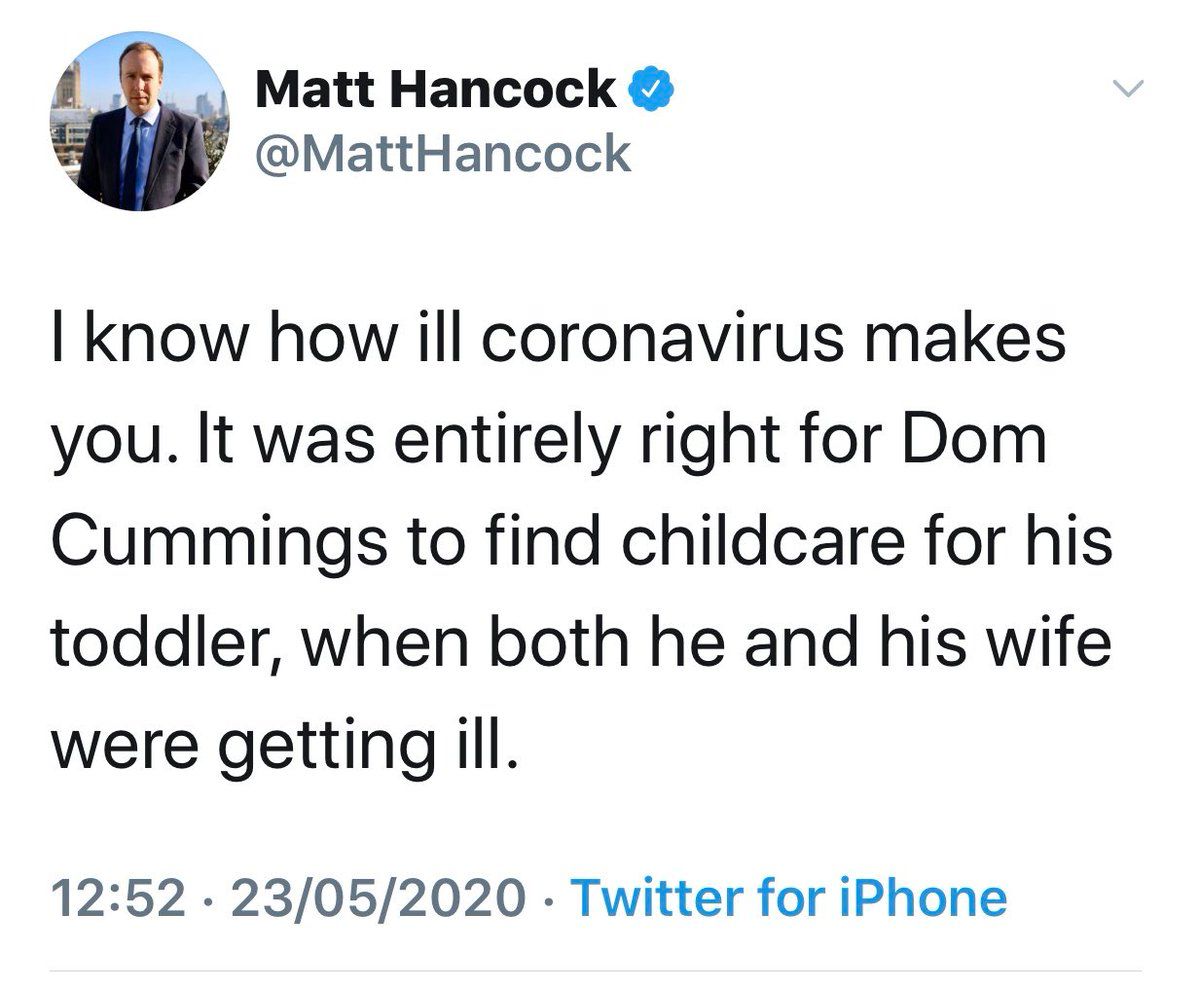 Matt Hancock
@MattHancock
I know how ill coronavirus makes
you. It was entirely right for Dom
Cummings to find childcare for his
toddler, when both he and his wife
were getting ill.
12:52 · 23/05/2020 · Twitter for iPhone